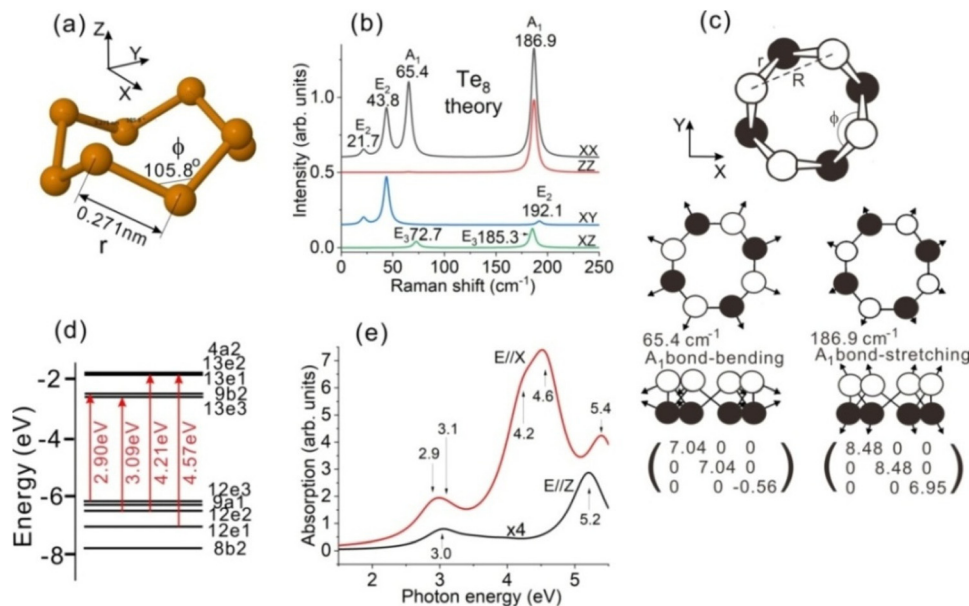 (a)
Z
Y
X
ϕ
105.8°
0.271nm
r
(b)
Intensity (arb. units)
1.0
0.5
0.0
E2
21.7
E2
43.8
A1
65.4
Te8
theory
A1
186.9
XX
ZZ
XY
E2
192.1
E3 72.7
E3 185.3
XZ
0 50 100 150 200 250
Raman shift (cm-1)
(c)
r
r
R
ϕ
Y
X
65.4 cm-1
A1 bond-bending
186.9 cm-1
A1 bond-stretching
7.04 0 0
0 7.04 0
0 0 -0.56
8.48 0 0
0 8.48 0
0 0 6.95
(d)
Energy (eV)
-2
-4
-6
-8
4a2
13e2
13e1
9b2
13e3
2.90eV
3.09eV
4.21eV
4.57eV
12e3
9a1
12e2
12e1
8b2
(e)
Absorption (arb. units)
7
6
5
4
3
2
1
0
E//X
2.9
3.1
4.2
4.6
5.4
E//Z
x4
3.0
5.2
2 3 4 5
Photon energy (eV)